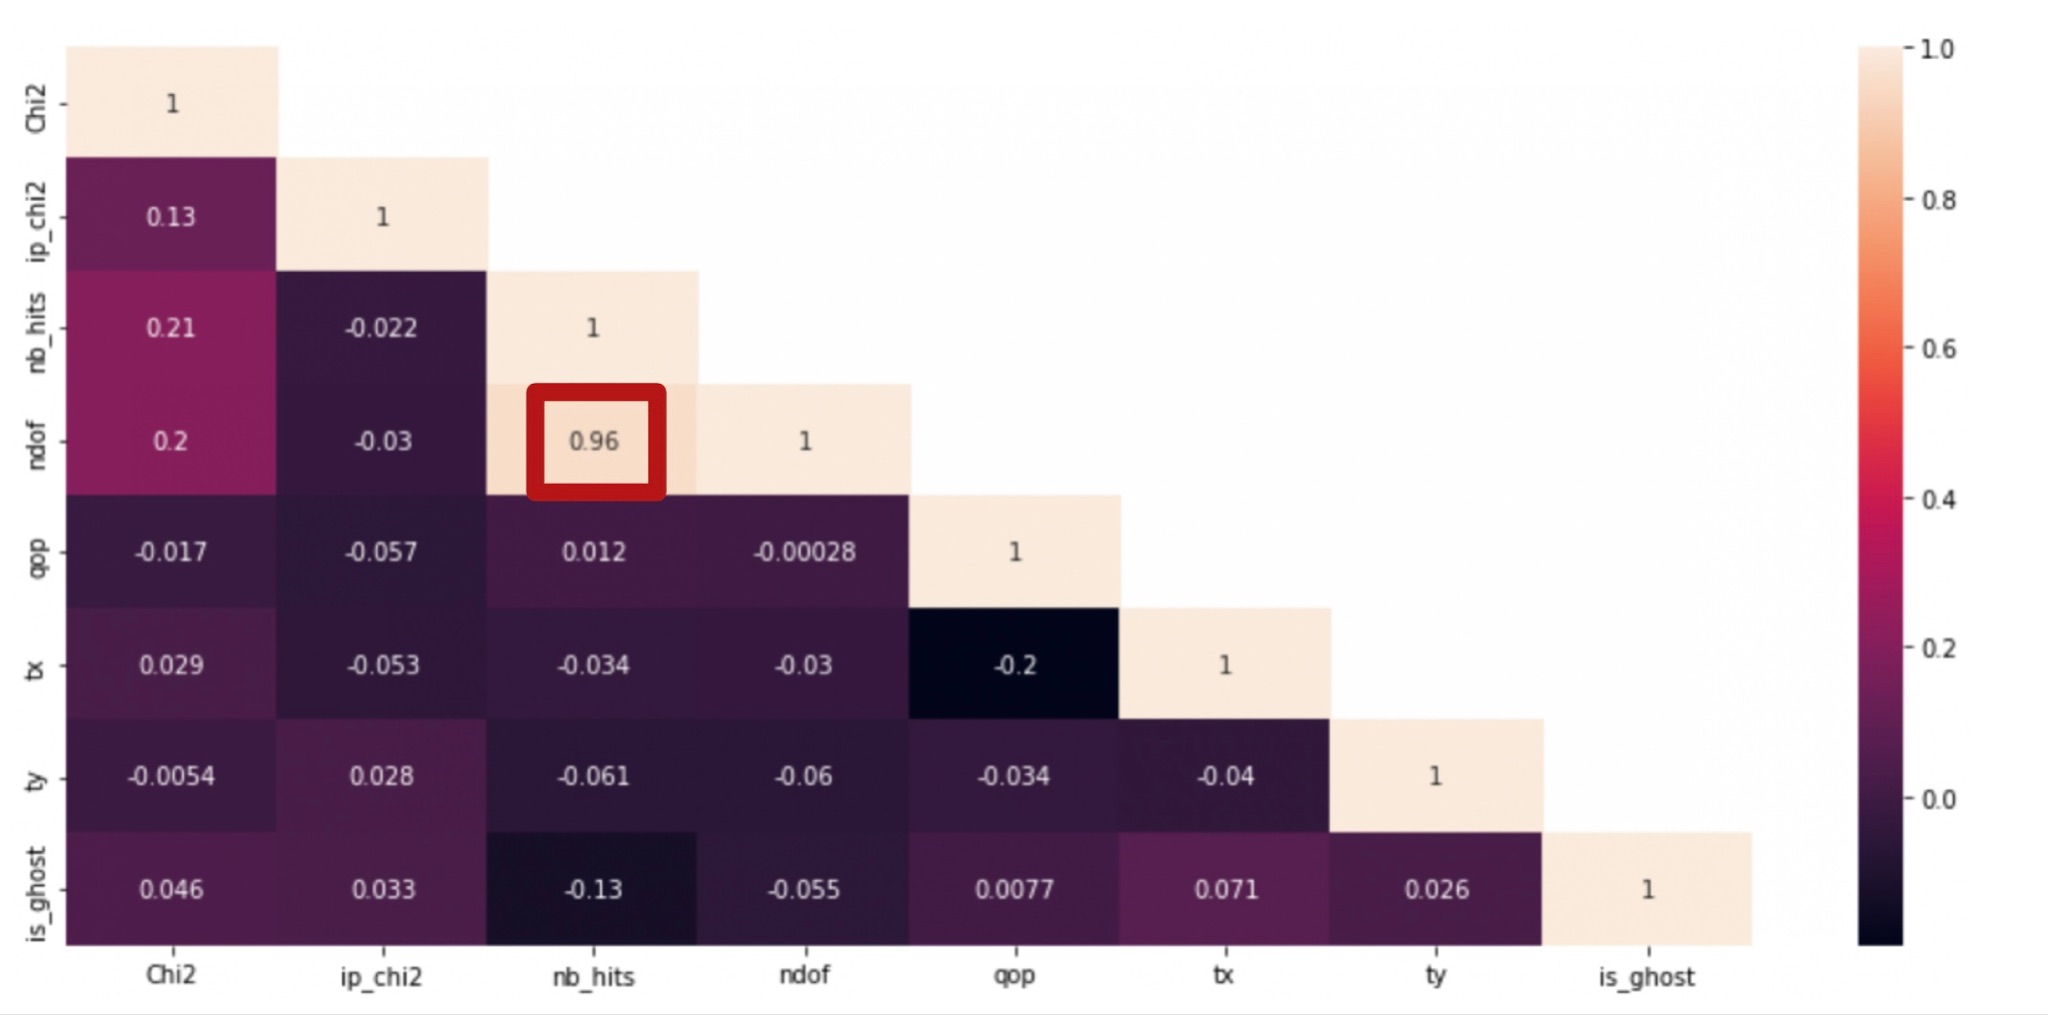 1.0
Chi2 1
0.8
ip_chi2 0.13 1
nb_hits 0.21 -0.022 1
0.6
ndof 0.2 -0.03 0.96 1
0.4
qop -0.017 -0.057 0.012 -0.00028 1
0.2
tx 0.029 -0.053 -0.034 -0.03 -0.2 1
ty -0.0054 0.028 -0.061 -0.06 -0.034 -0.04 1
0.0
is_ghost 0.046 0.033 -0.13 -0.055 0.0077 0.071 0.026 1
Chi2 ip_chi2 nb_hits ndof qop tx ty is_ghost